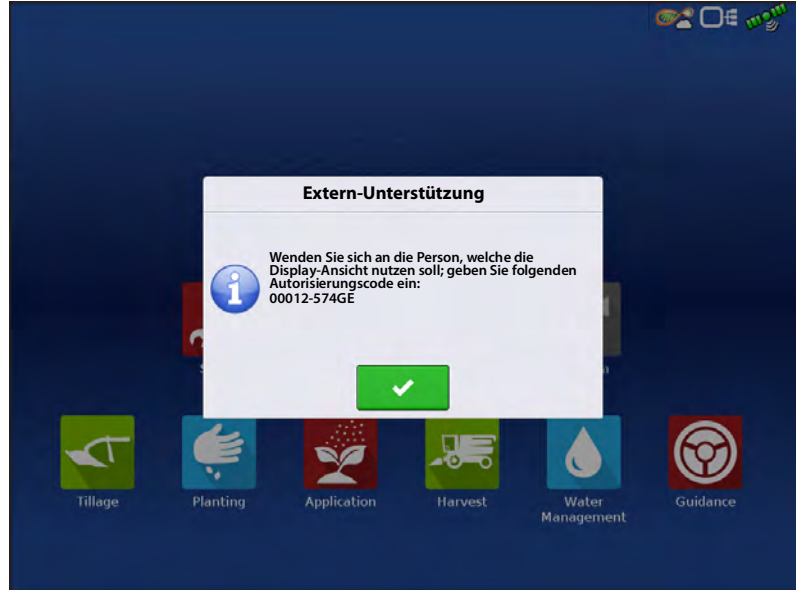 Extern-Unterstützung
Wenden Sie sich an die Person, welche die
Display-Ansicht nutzen soll; geben Sie folgenden
Autorisierungscode ein:
00012-574GE
Tillage
Planting
Application
Harvest
Water
Management
Guidance